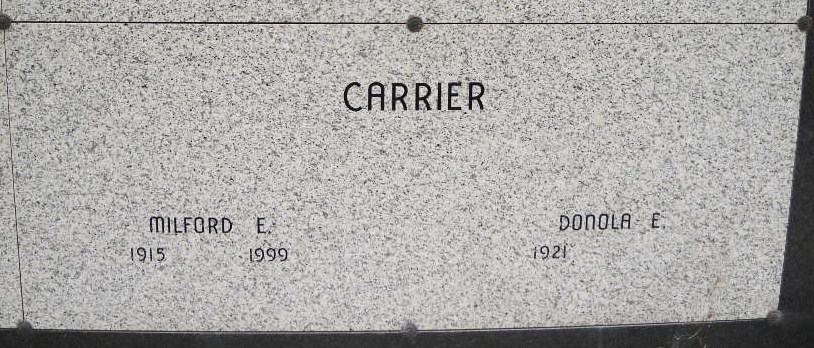 CARRIER
MILFORD E.
1915 1999
DONOLA E.
1921